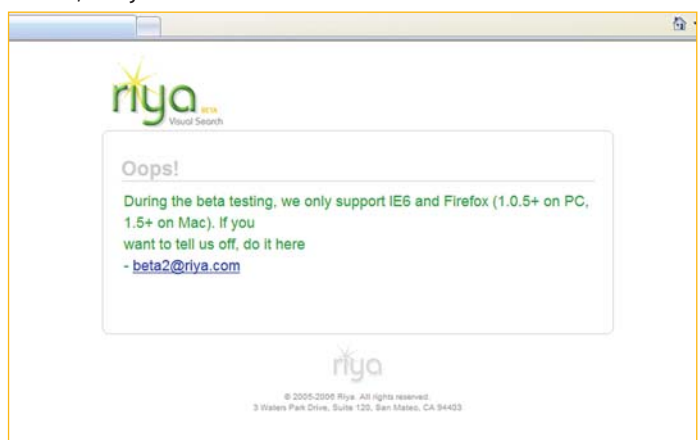 riya BETA
Visual Search
Oops!
During the beta testing, we only support IE6 and Firefox (1.0.5+ on PC,
1.5+ on Mac). If you
want to tell us off, do it here
- beta2@riya.com
riya
© 2005-2006 Riya. All rights reserved.
3 Waters Park Drive, Suite 120, San Mateo, CA 94403